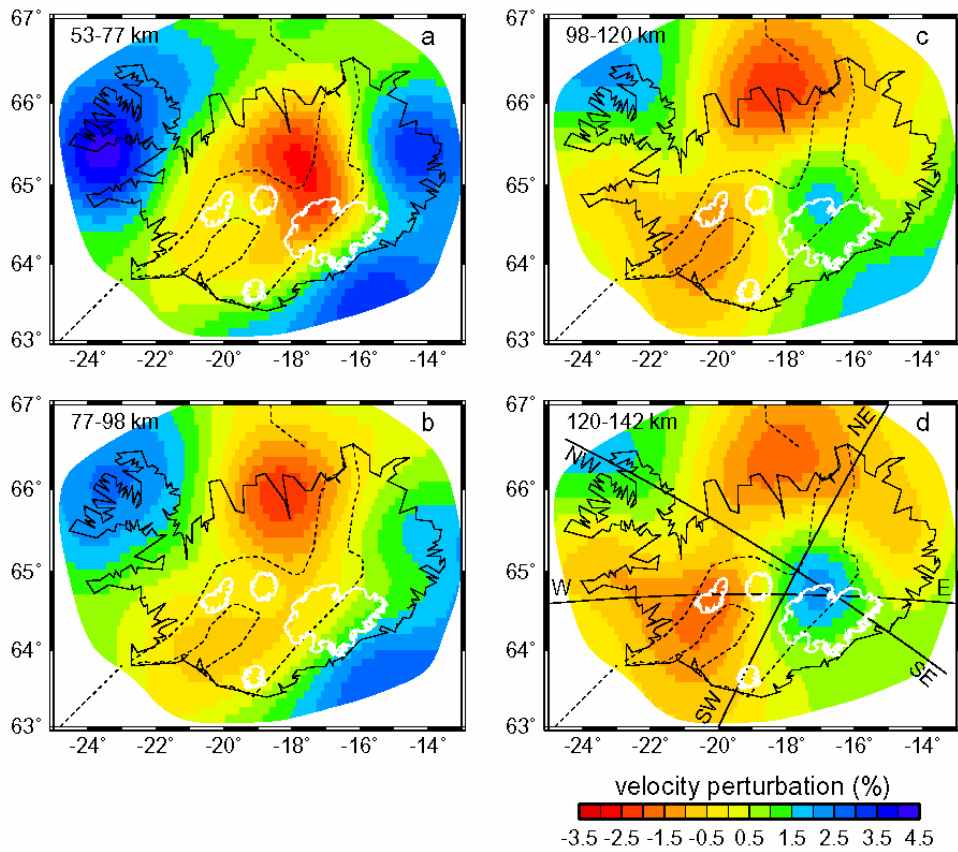 67°
66°
65°
64°
63°
53-77 km
a
-24° -22° -20° -18° -16° -14°
67°
66°
65°
64°
63°
98-120 km
c
-24° -22° -20° -18° -16° -14°
67°
66°
65°
64°
63°
77-98 km
b
-24° -22° -20° -18° -16° -14°
67°
66°
65°
64°
63°
120-142 km
d
NW
NE
W
E
SW
SE
-24° -22° -20° -18° -16° -14°
velocity perturbation (%)
-3.5 -2.5 -1.5 -0.5 0.5 1.5 2.5 3.5 4.5